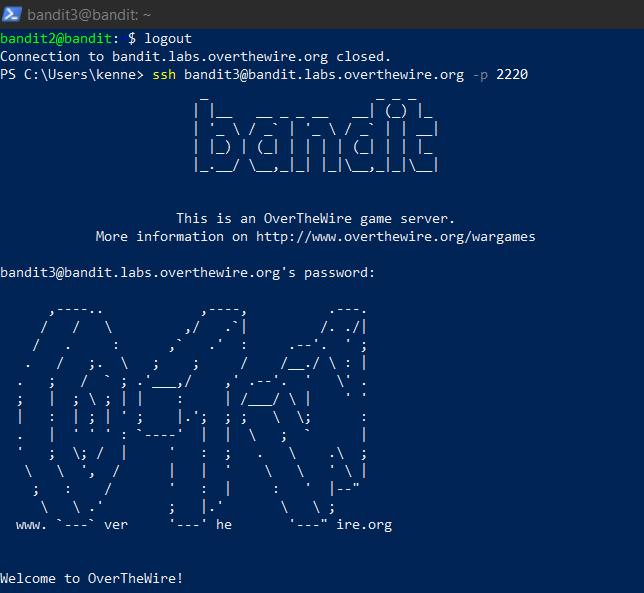 bandit3@bandit: ~
bandit2@bandit: $ logout
Connection to bandit.labs.overthewire.org closed.
PS C:\Users\kenne> ssh bandit3@bandit.labs.overthewire.org -p 2220
bandit
This is an OverTheWire game server.
More information on http://www.overthewire.org/wargames
bandit3@bandit.labs.overthewire.org's password:
www. ver he ire.org
Welcome to OverTheWire!